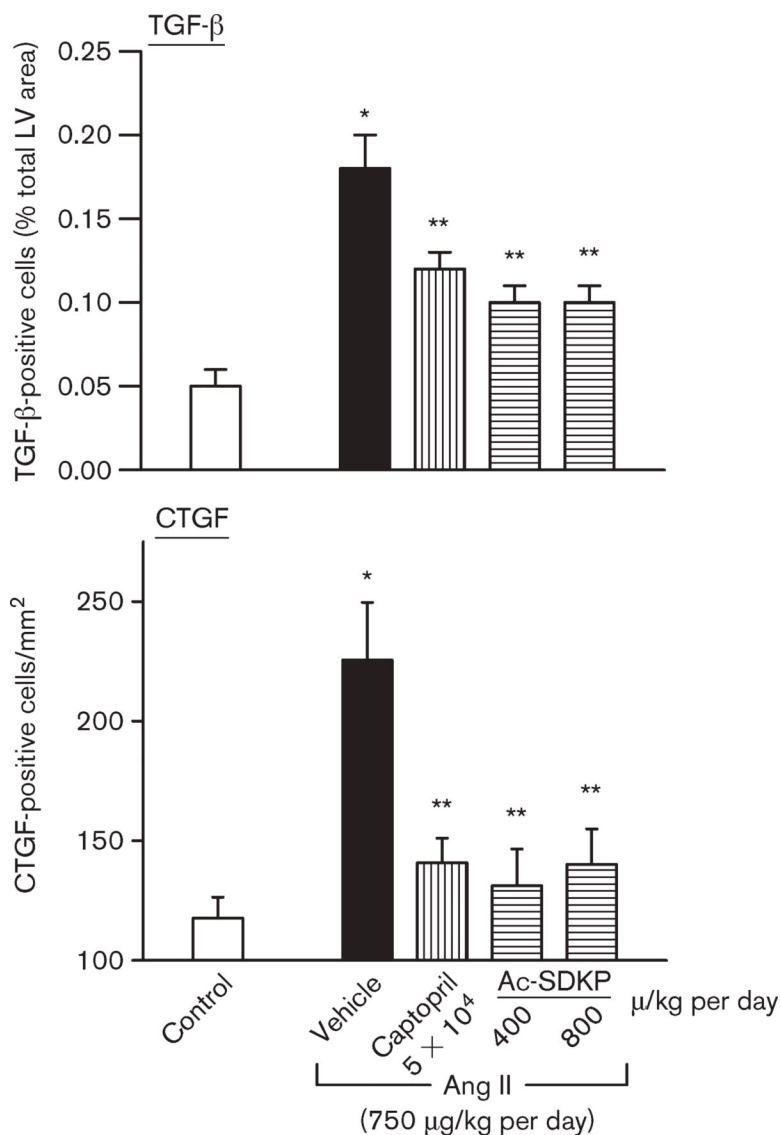 TGF-β
TGF-β-positive cells (% total LV area)
0.25
0.20
0.15
0.10
0.05
0.00
*
**
**
**
CTGF
CTGF-positive cells/mm²
250
200
150
100
*
**
**
**
Control
Vehicle
Captopril
5 + 10⁴
Ac-SDKP
400
800
μ/kg per day
Ang II
(750 μg/kg per day)